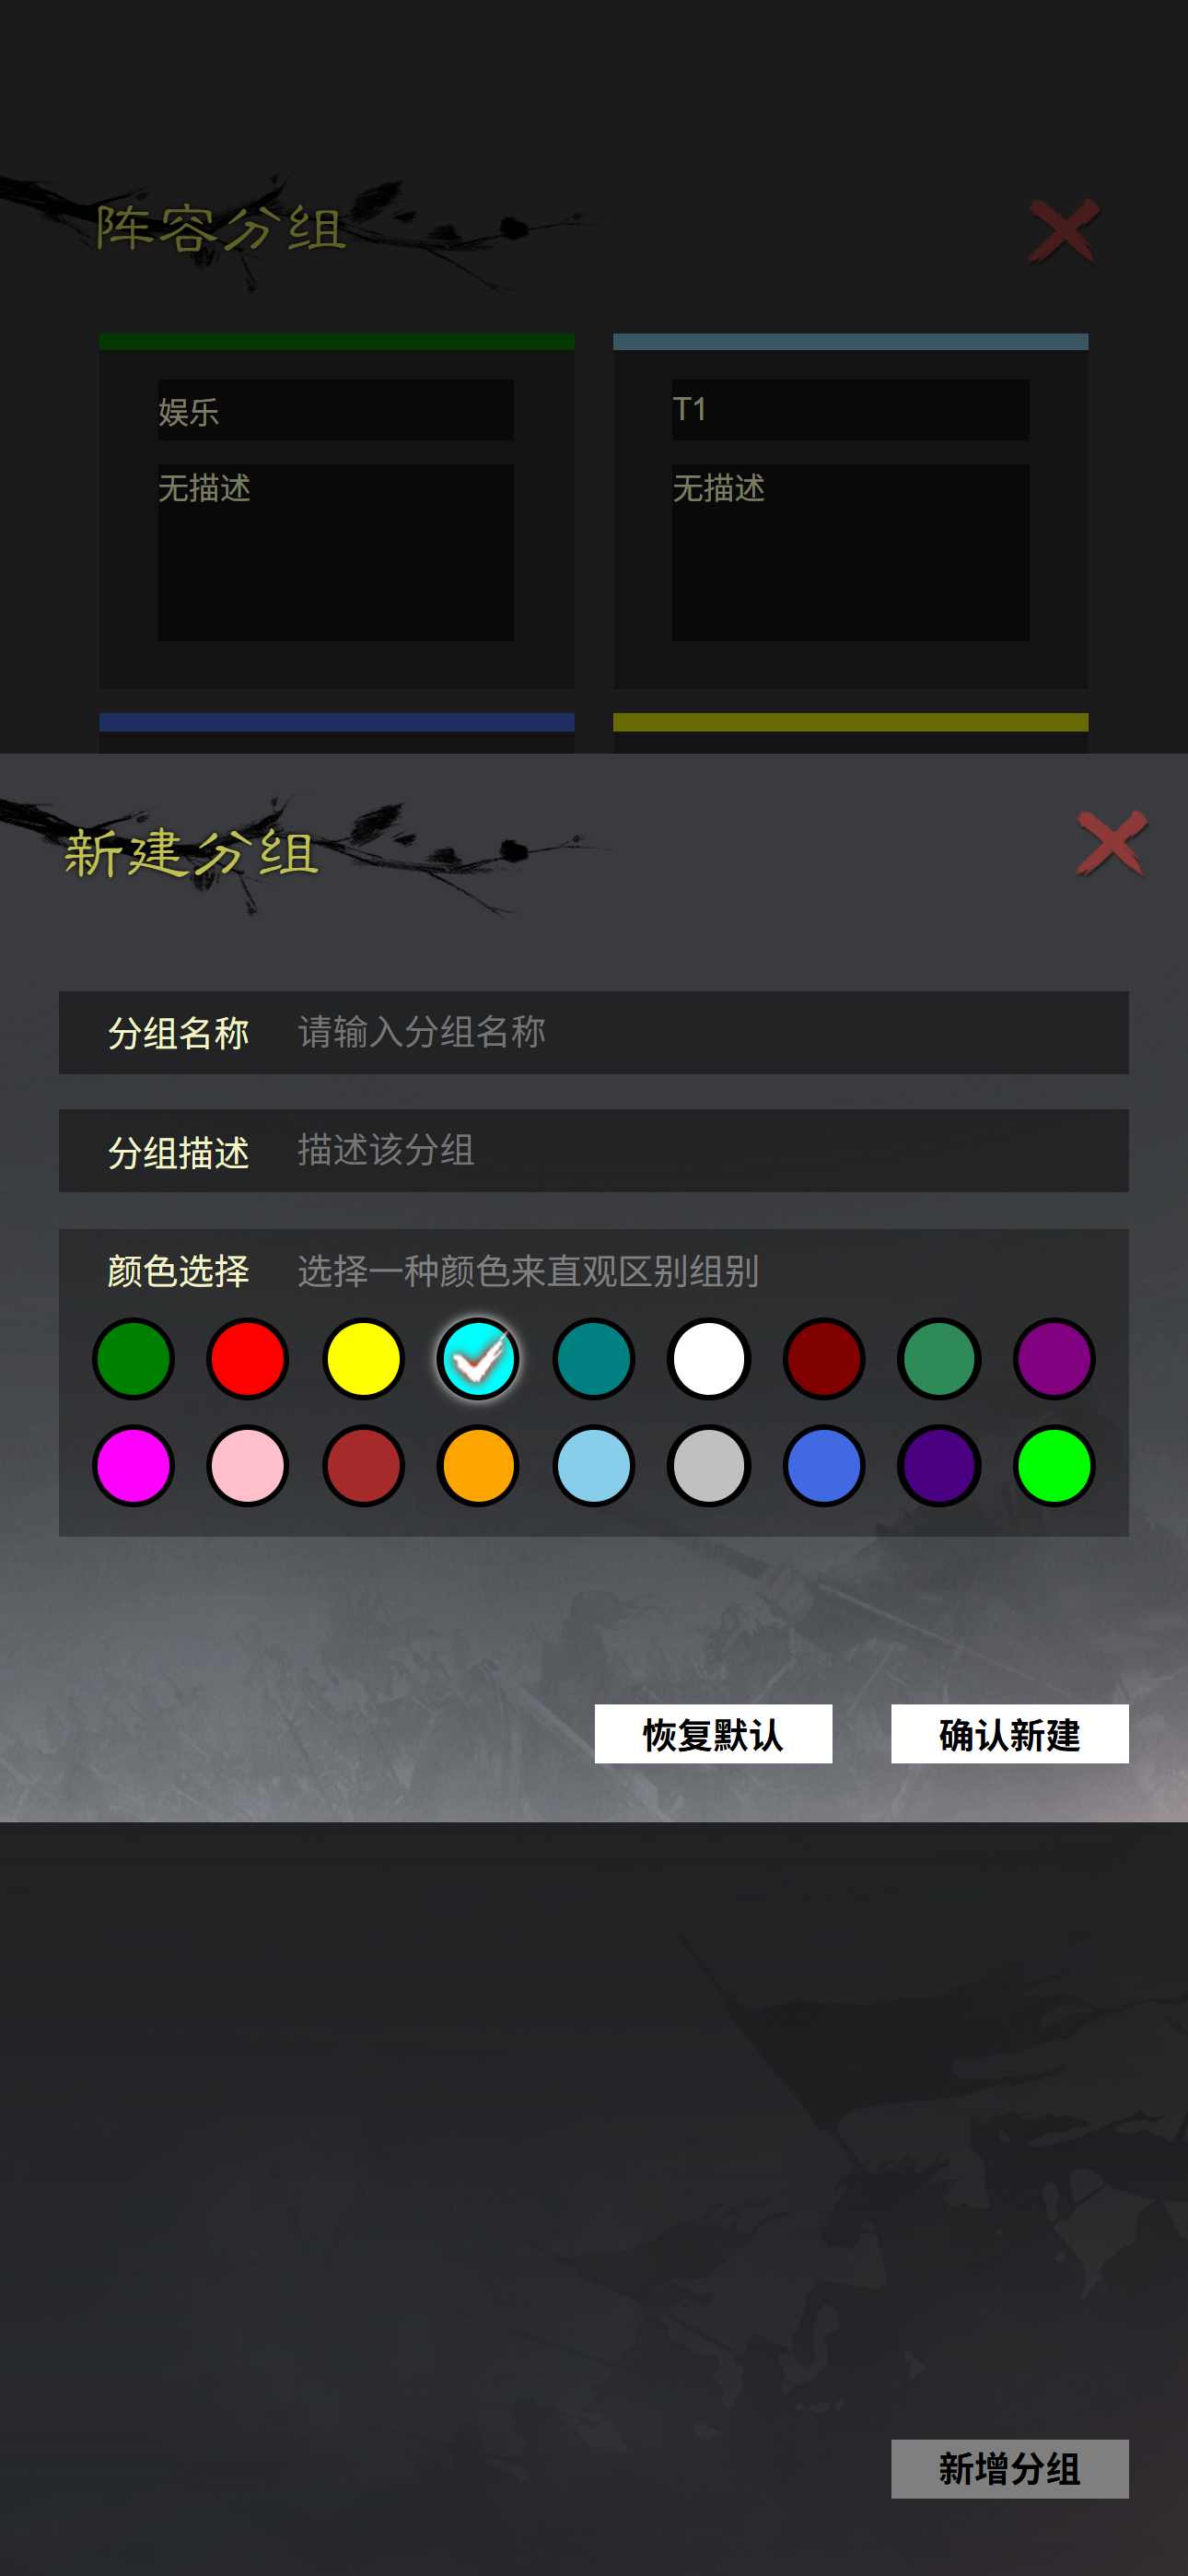 阵容分组
娱乐
T1
无描述
无描述
新建分组
分组名称 请输入分组名称
分组描述 描述该分组
颜色选择 选择一种颜色来直观区别组别
恢复默认 确认新建
新增分组